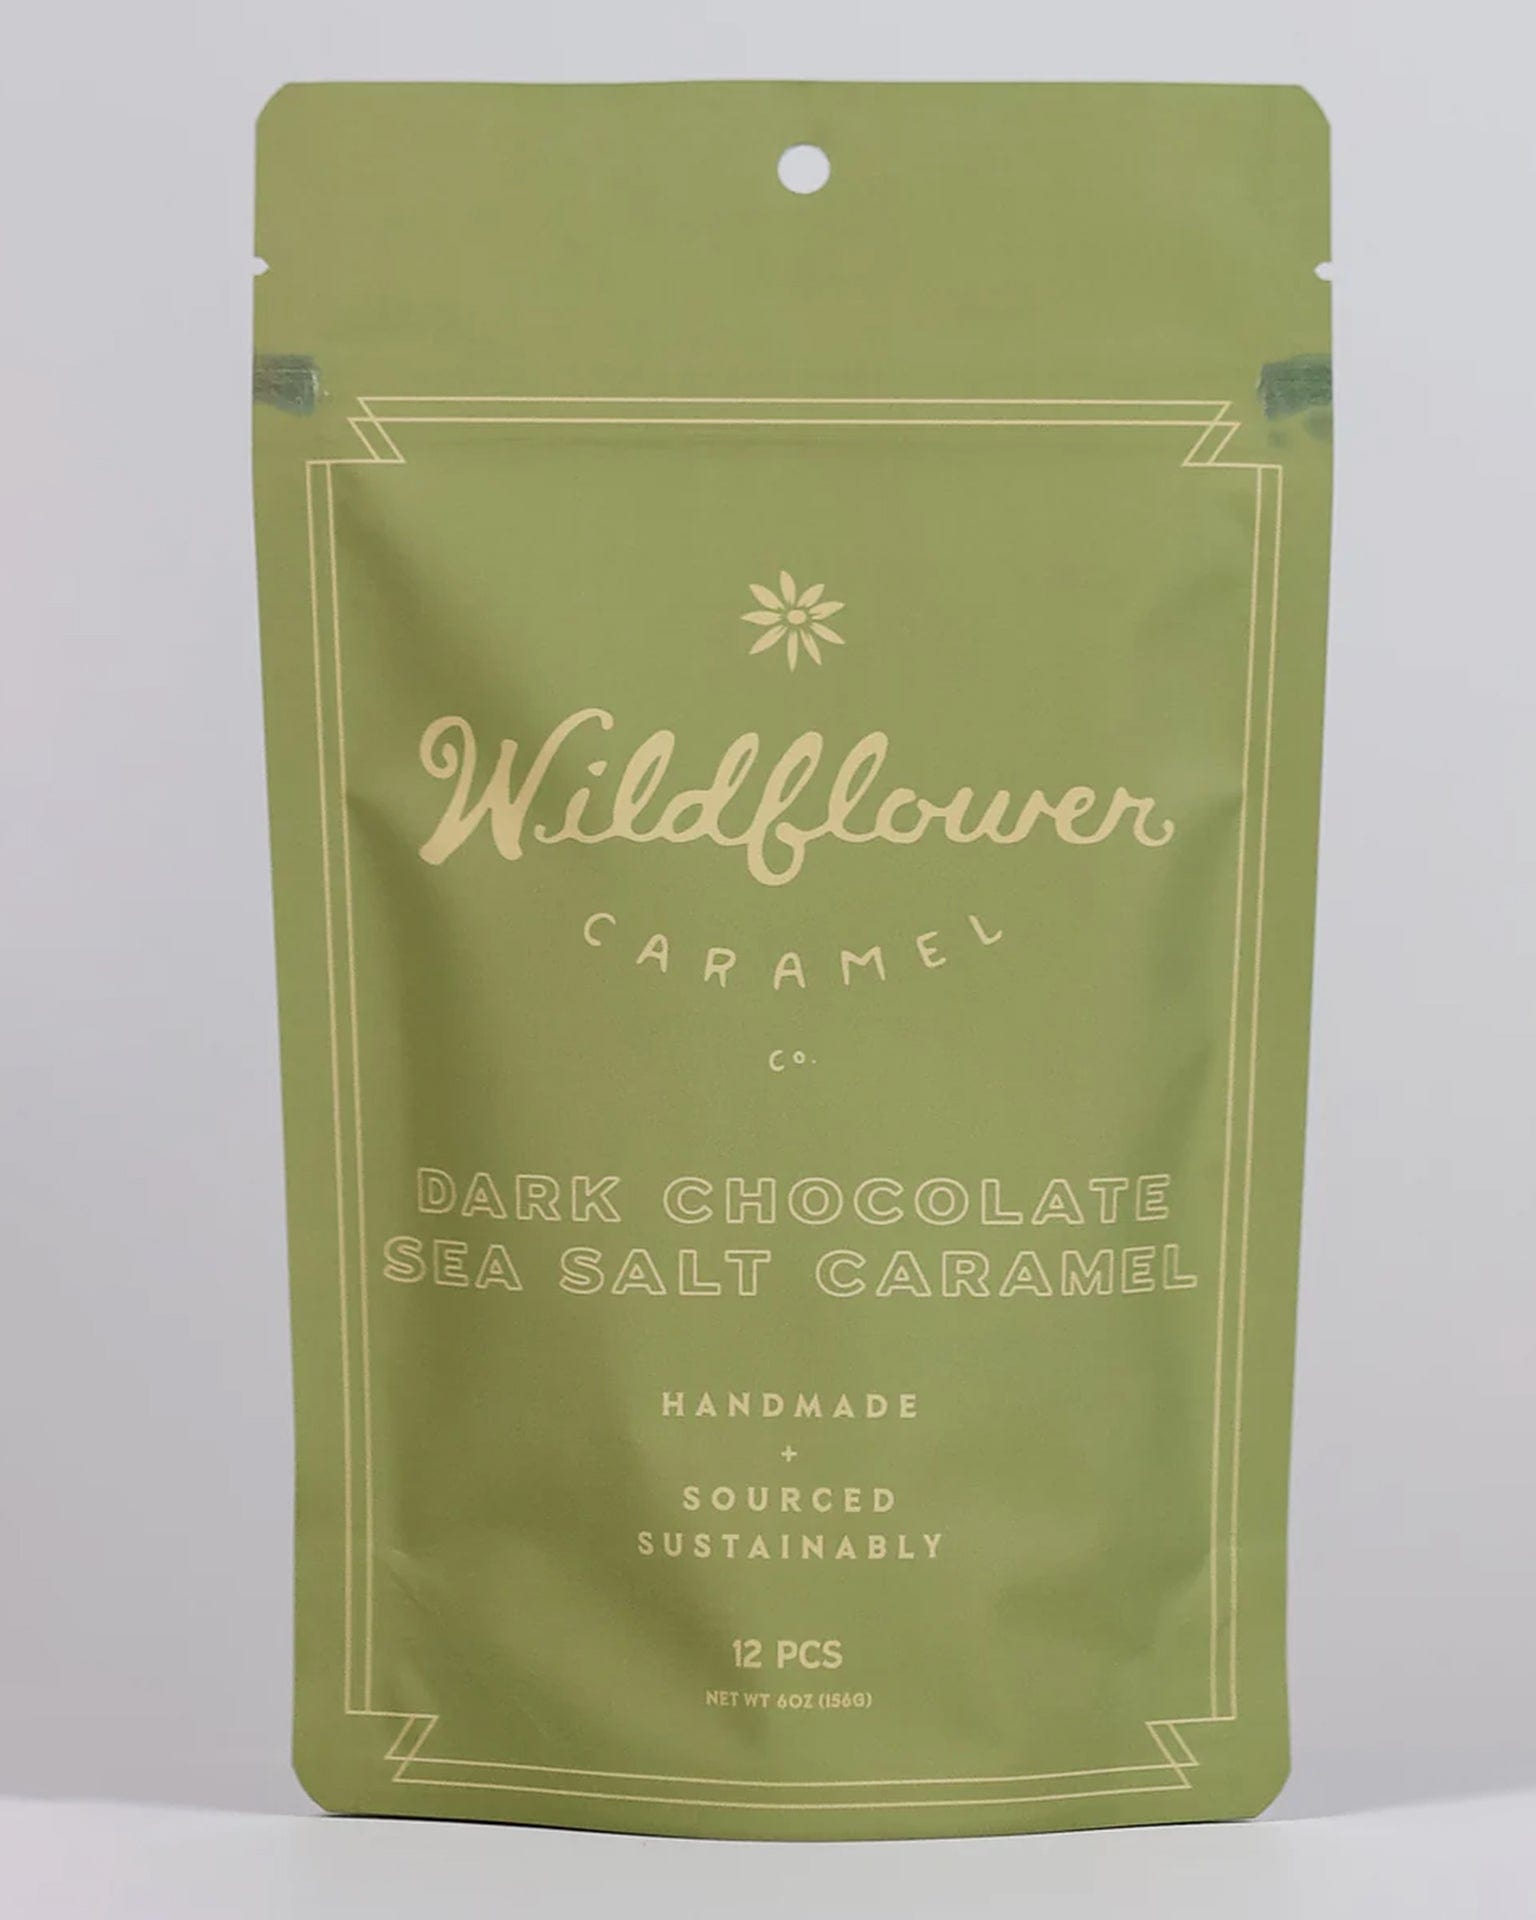 Wildflower
CARAMEL
Co.
DARK CHOCOLATE
SEA SALT CARAMEL
HANDMADE
+
SOURCED
SUSTAINABLY
12 PCS
NET WT 6OZ (156G)